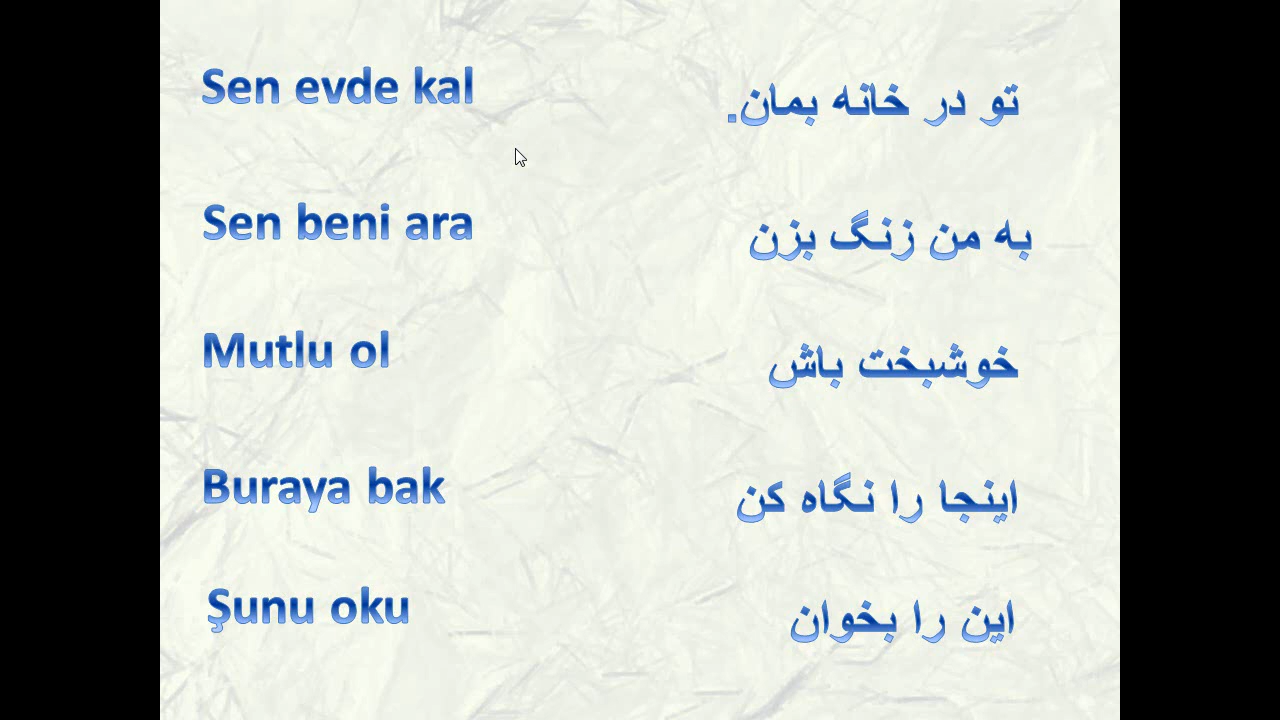 Sen evde kal
تو در خانه بمان.
Sen beni ara
به من زنگ بزن
Mutlu ol
خوشبخت باش
Buraya bak
اینجا را نگاه کن
Şunu oku
این را بخوان